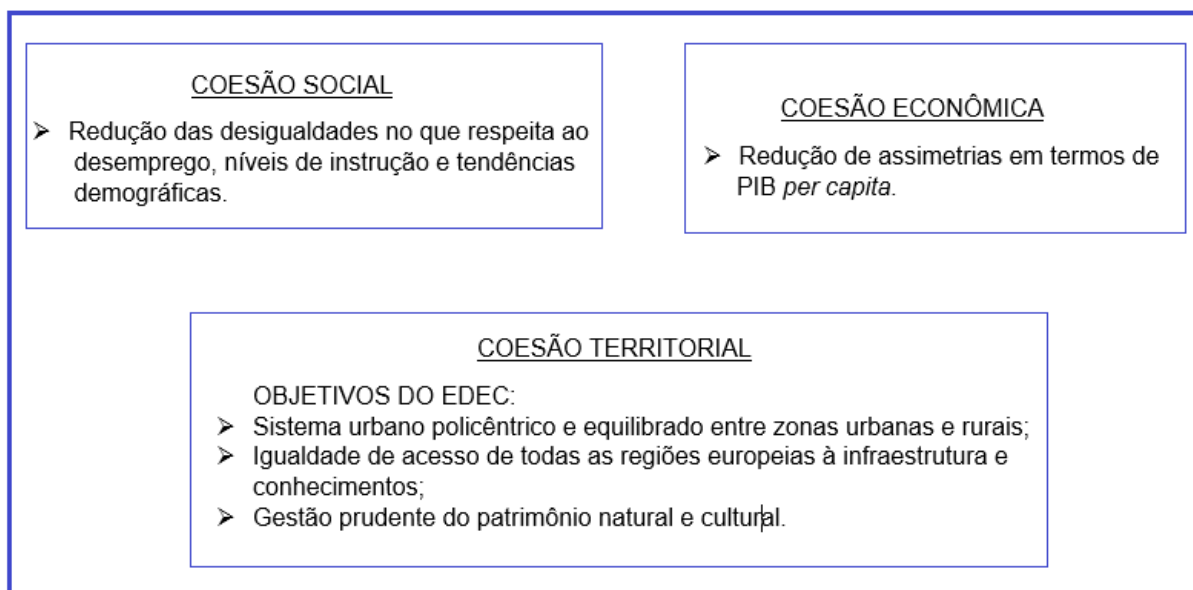 COESÃO SOCIAL
➢ Redução das desigualdades no que respeita ao
desemprego, níveis de instrução e tendências
demográficas.
COESÃO ECONÔMICA
➢ Redução de assimetrias em termos de
PIB per capita.
COESÃO TERRITORIAL
OBJETIVOS DO EDEC:
➢ Sistema urbano policêntrico e equilibrado entre zonas urbanas e rurais;
➢ Igualdade de acesso de todas as regiões europeias à infraestrutura e
conhecimentos;
➢ Gestão prudente do patrimônio natural e cultural.